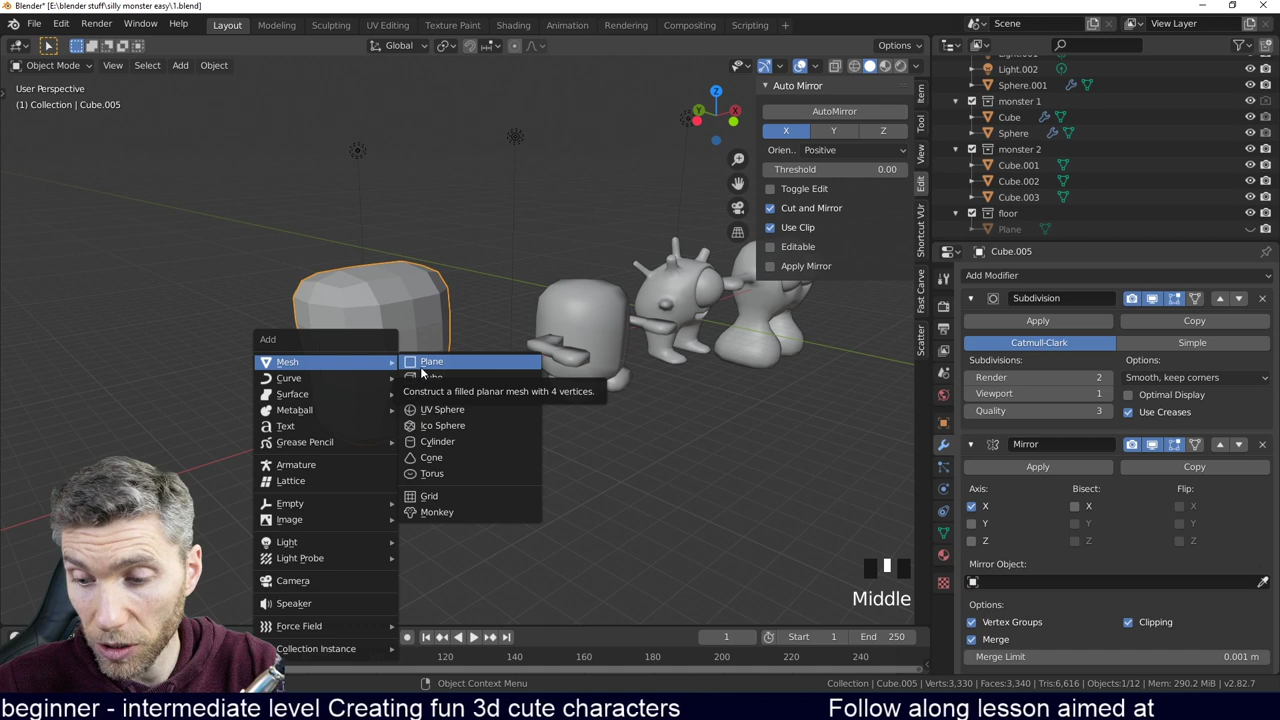 Blender* [E:\blender stuff\silly monster easy\1.blend]
File Edit Render Window Help Layout Modeling Sculpting UV Editing Texture Paint Shading Animation Rendering Compositing Scripting + Scene View Layer
Global Options
Object Mode View Select Add Object
User Perspective
(1) Collection | Cube.005
Z
Y
X
Auto Mirror
AutoMirror
X Y Z
Orien.. Positive
Threshold 0.00
Toggle Edit
Cut and Mirror
Use Clip
Editable
Apply Mirror
Item
Tool
View
Edit
Shortcut VUr
Fast Carve
Scatter
Light.002
Sphere.001
monster 1
Cube
Sphere
monster 2
Cube.001
Cube.002
Cube.003
floor
Plane
Cube.005
Add Modifier
Subdivision
Apply Copy
Catmull-Clark Simple
Subdivisions: Options:
Render 2 Smooth, keep corners
Viewport 1 Optimal Display
Quality 3 Use Creases
Mirror
Apply Copy
Axis: Bisect: Flip:
X X X
Y Y Y
Z Z Z
Mirror Object:
Options:
Vertex Groups Clipping
Merge
Merge Limit 0.001 m
Add
Mesh
Curve
Surface
Metaball
Text
Grease Pencil
Armature
Lattice
Empty
Image
Light
Light Probe
Camera
Speaker
Force Field
Collection Instance
Plane
Construct a filled planar mesh with 4 vertices.
UV Sphere
Ico Sphere
Cylinder
Cone
Torus
Grid
Monkey
Middle
1 Start 1 End 250
120 140 160 180 200 220 240
Object Context Menu
Collection | Cube.005 | Verts:3,330 | Faces:3,340 | Tris:6,616 | Objects:1/12 | Mem: 290.2 MiB | v2.82.7
beginner - intermediate level Creating fun 3d cute characters Follow along lesson aimed at